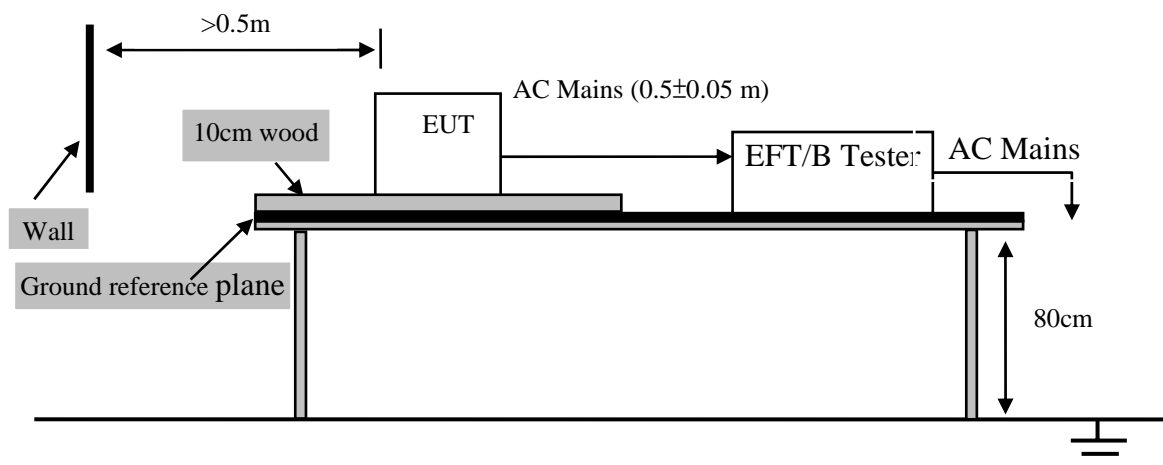 >0.5m
AC Mains (0.5±0.05 m)
10cm wood
EUT
EFT/B Tester
AC Mains
Wall
Ground reference plane
80cm